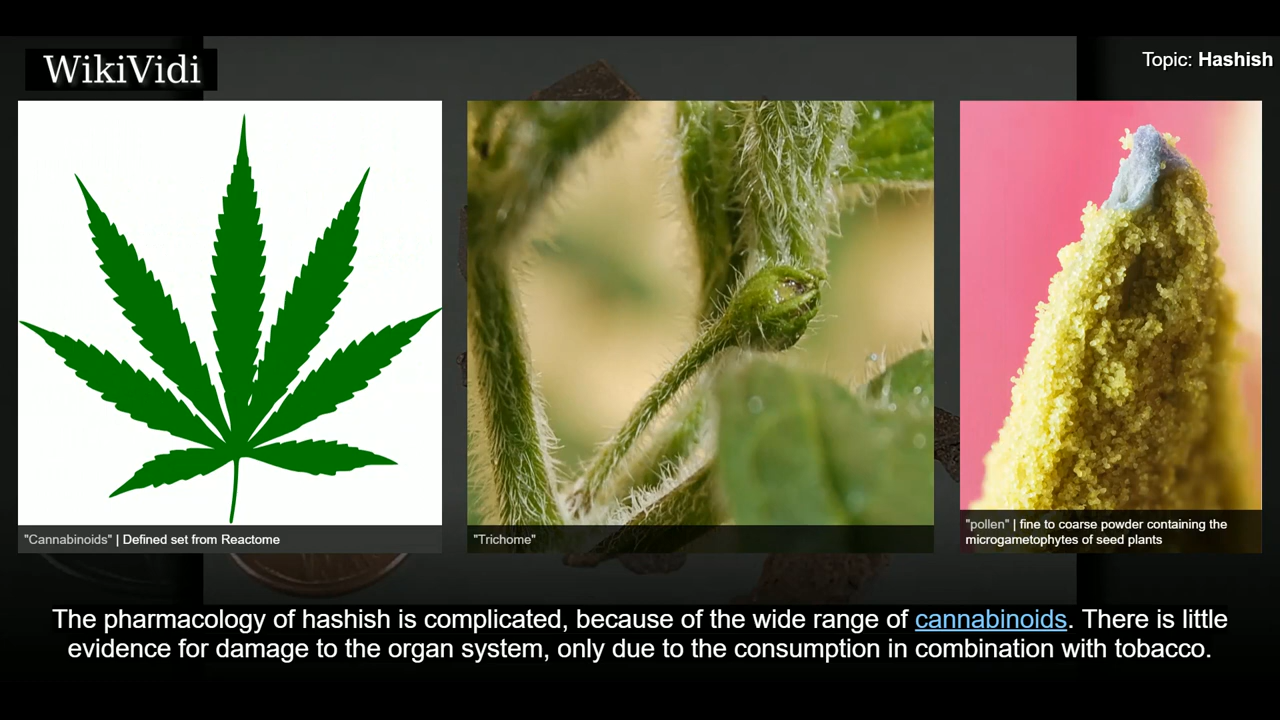 WikiVidi
Topic: Hashish
"Cannabinoids" | Defined set from Reactome
"Trichome"
"pollen" | fine to coarse powder containing the
microgametophytes of seed plants
The pharmacology of hashish is complicated, because of the wide range of cannabinoids. There is little
evidence for damage to the organ system, only due to the consumption in combination with tobacco.